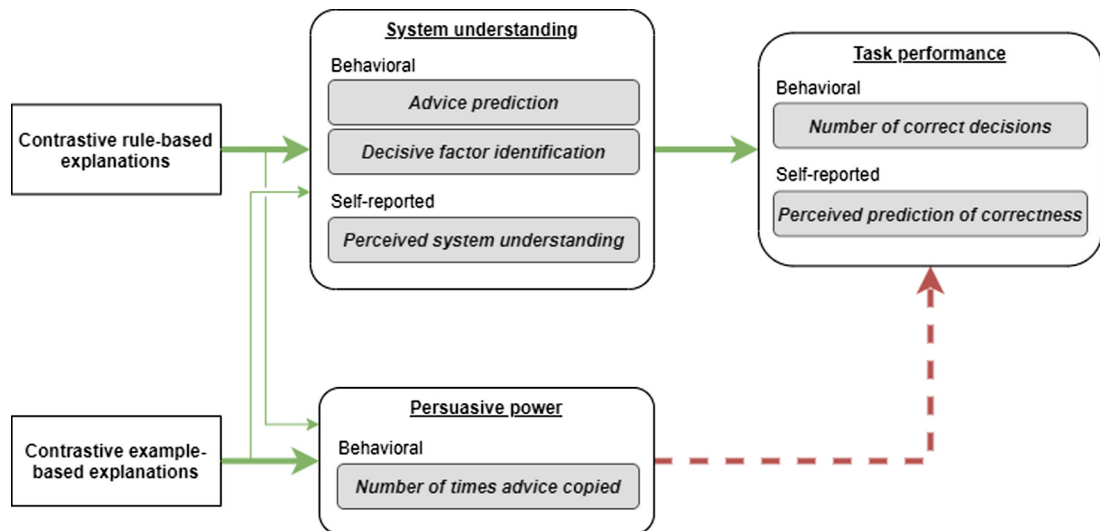 Contrastive rule-based
explanations
Contrastive example-
based explanations
System understanding
Behavioral
Advice prediction
Decisive factor identification
Self-reported
Perceived system understanding
Persuasive power
Behavioral
Number of times advice copied
Task performance
Behavioral
Number of correct decisions
Self-reported
Perceived prediction of correctness